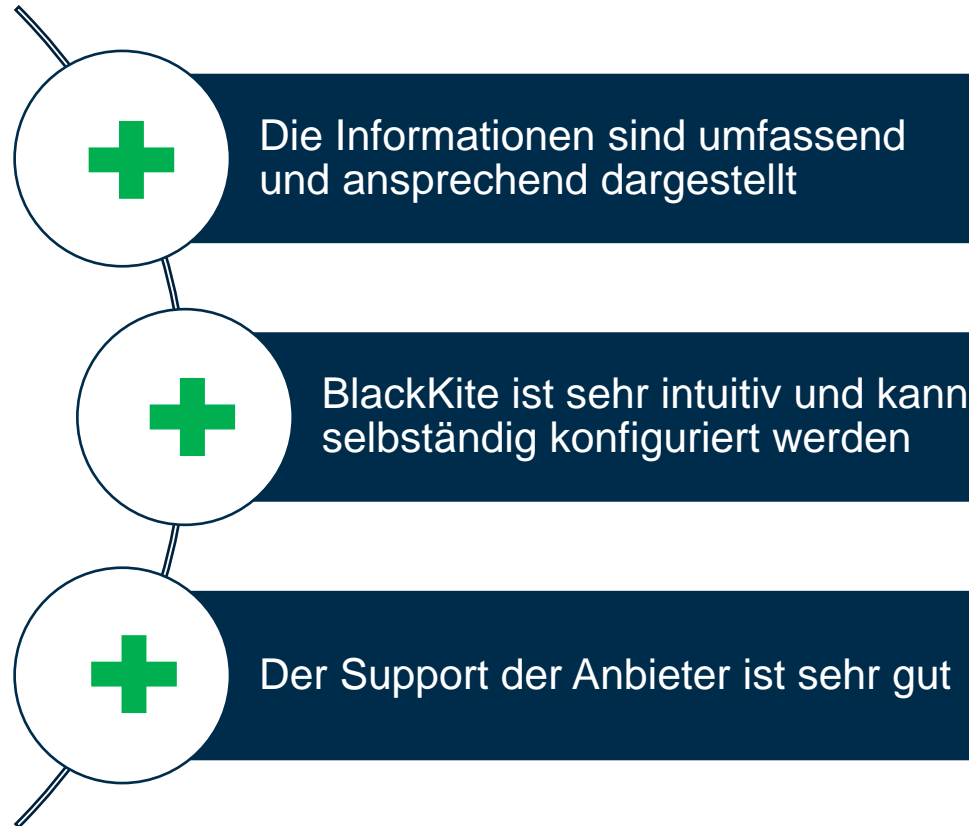 Die Informationen sind umfassend
und ansprechend dargestellt
BlackKite ist sehr intuitiv und kann
selbständig konfiguriert werden
Der Support der Anbieter ist sehr gut